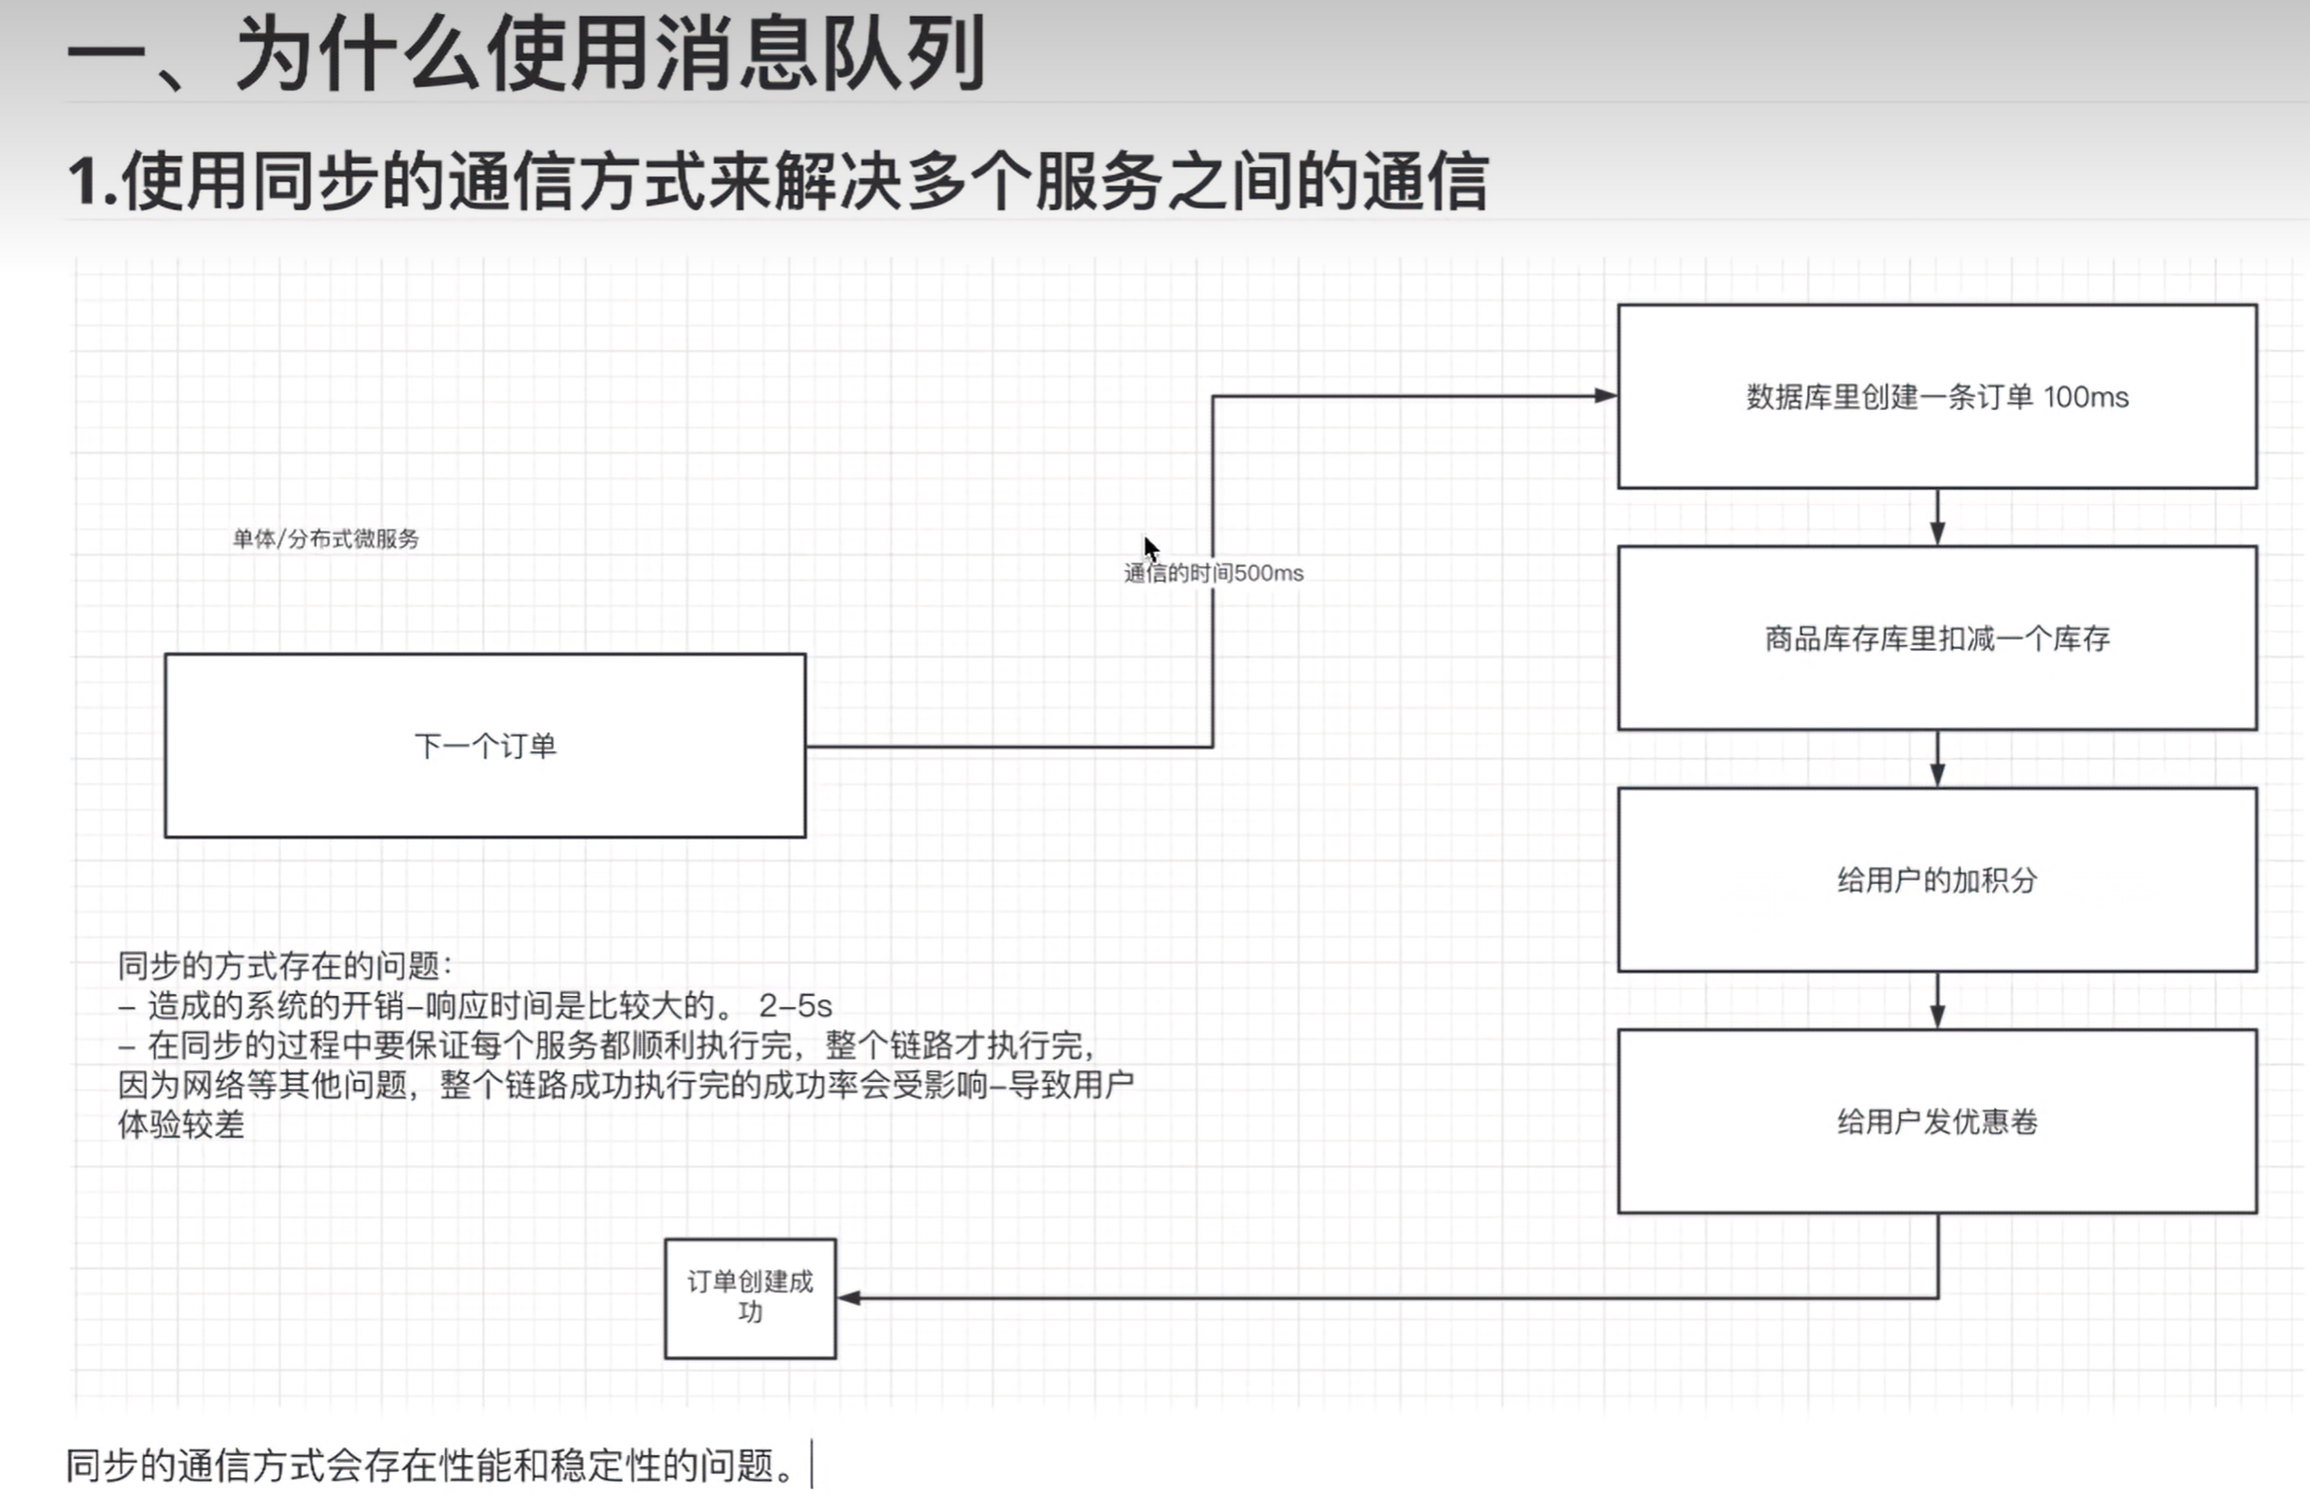 一、为什么使用消息队列
1.使用同步的通信方式来解决多个服务之间的通信
数据库里创建一条订单 100ms
单体/分布式微服务
通信的时间500ms
商品库存库里扣减一个库存
下一个订单
给用户的加积分
同步的方式存在的问题：
– 造成的系统的开销–响应时间是比较大的。 2–5s
– 在同步的过程中要保证每个服务都顺利执行完，整个链路才执行完，
因为网络等其他问题，整个链路成功执行完的成功率会受影响–导致用户
体验较差
给用户发优惠卷
订单创建成
功
同步的通信方式会存在性能和稳定性的问题。